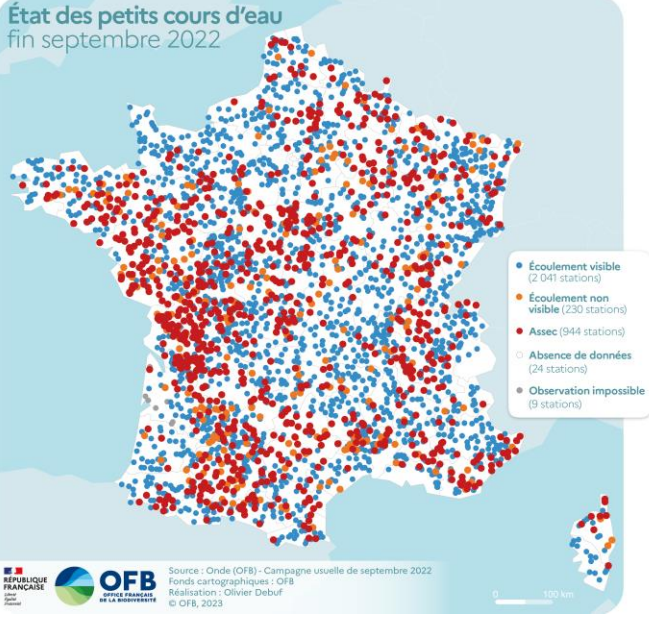 État des petits cours d'eau
fin septembre 2022
Écoulement visible
(2 041 stations)
Écoulement non
visible (230 stations)
Assec (944 stations)
Absence de données
(24 stations)
Observation impossible
(9 stations)
RÉPUBLIQUE
FRANÇAISE
Liberté
Égalité
Fraternité
OFB
OFFICE FRANÇAIS
DE LA BIODIVERSITÉ
Source : Onde (OFB) - Campagne usuelle de septembre 2022
Fonds cartographiques : OFB
Réalisation : Olivier Debuf
© OFB, 2023
0 100 km